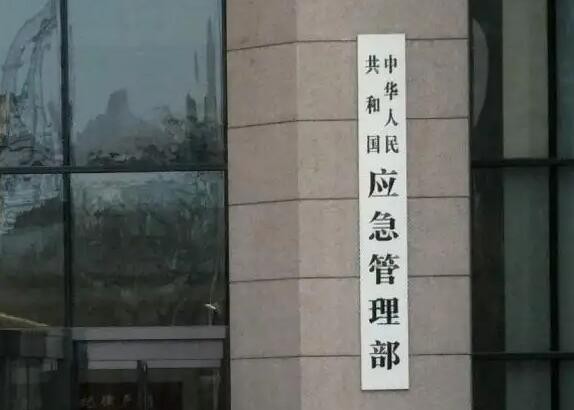 中华人民
共和国
应急管理部